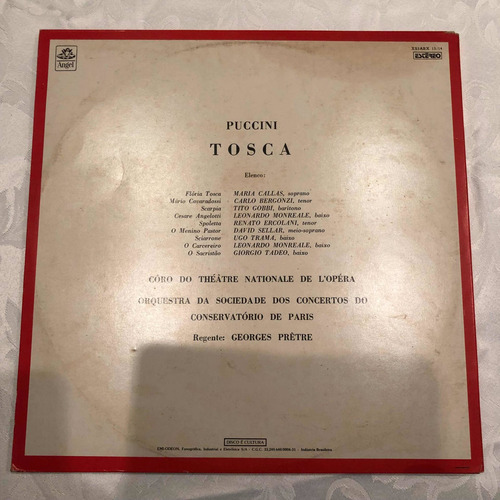 Angel
ESTÉREO
PUCCINI
TOSCA
Elenco:
Flória Tosca MARIA CALLAS, soprano
Mário Cavaradossi CARLO BERGONZI, tenor
Scarpia TITO GOBBI, barítono
Cesare Angelotti LEONARDO MONREALE, baixo
Spoletta RENATO ERCOLANI, tenor
O Menino Pastor DAVID SELLAR, meio-soprano
Sciarrone UGO TRAMA, baixo
O Carcereiro LEONARDO MONREALE, baixo
O Sacristão GIORGIO TADEO, baixo
CÔRO DO THÉÂTRE NATIONALE DE L'OPÉRA
ORQUESTRA DA SOCIEDADE DOS CONCERTOS DO
CONSERVATÓRIO DE PARIS
Regente: GEORGES PRÊTRE
DISCO É CULTURA
Indústria Brasileira